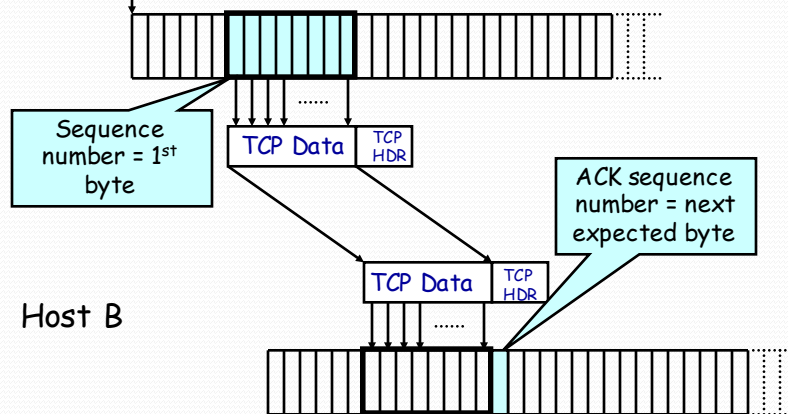 Sequence
number = 1st
byte
TCP Data
TCP
HDR
ACK sequence
number = next
expected byte
TCP Data
TCP
HDR
Host B